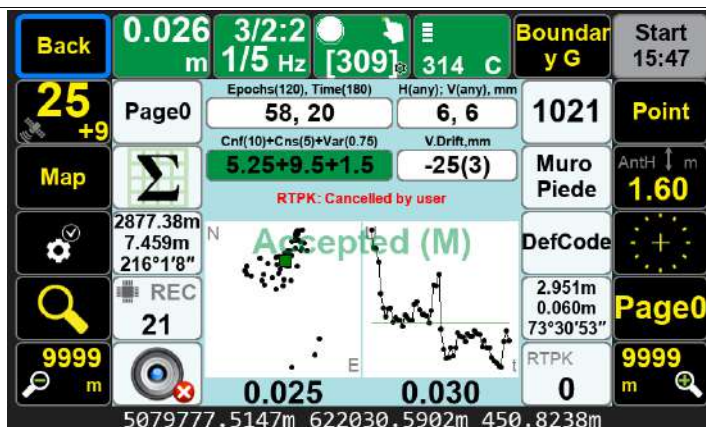 Back
0.026
m
3/2:2
1/5 Hz
[309]
314 C
Boundar
y G
Start
15:47
25
+9
Page0
Epochs(120), Time(180)
58, 20
H(any); V(any), mm
6, 6
1021
Point
Cnf(10)+Cns(5)+Var(0.75)
5.25+9.5+1.5
V.Drift,mm
-25(3)
Map
Σ
RTPK: Cancelled by user
Muro
Piede
AntH m
1.60
2877.38m
7.459m
216°1'8"
N
Accepted (M)
U
DefCode
REC
21
2.951m
0.060m
73°30'53"
Page0
9999
m
E
t
RTPK
0
9999
m
0.025
0.030
5079777.5147m 622030.5902m 450.8238m